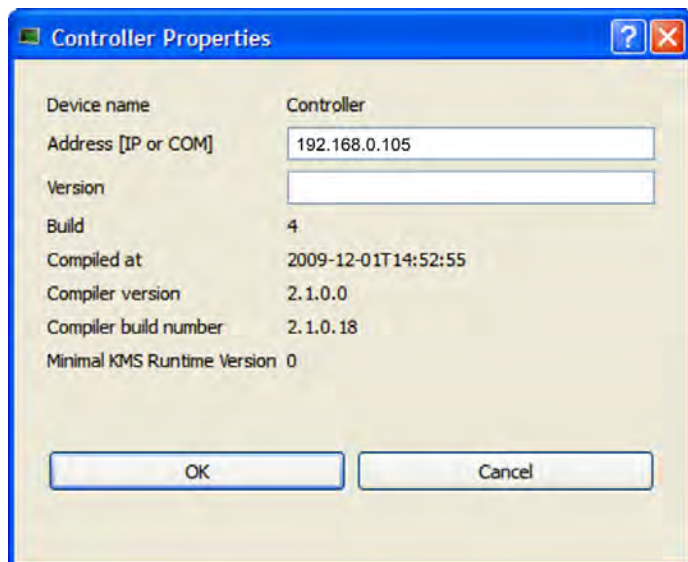 Controller Properties
Device name Controller
Address [IP or COM] 192.168.0.105
Version
Build 4
Compiled at 2009-12-01T14:52:55
Compiler version 2.1.0.0
Compiler build number 2.1.0.18
Minimal KMS Runtime Version 0
OK Cancel